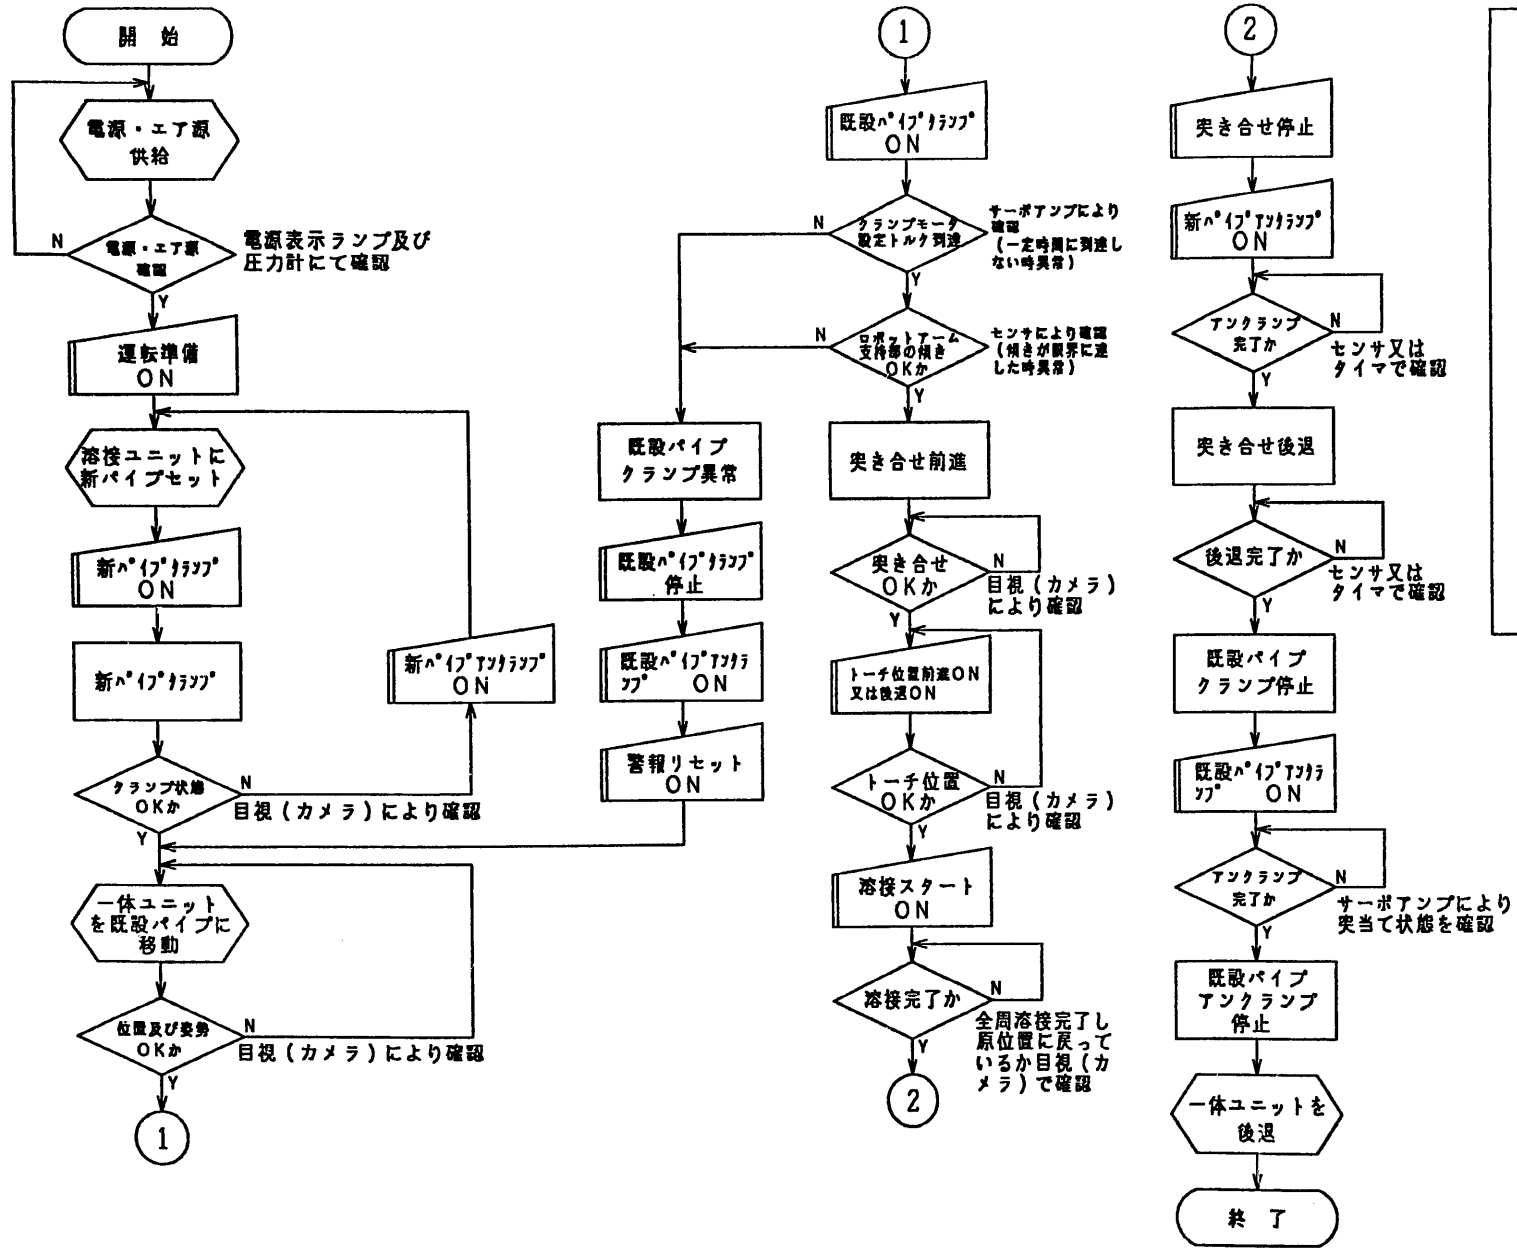 開 始
電源・エア源
供給
電源・エア源
確認
N
電源表示ランプ及び
圧力計にて確認
Y
運転準備
ON
溶接ユニットに
新パイプセット
新ﾊﾟｲﾌﾟｸﾗﾝﾌﾟ
ON
新ﾊﾟｲﾌﾟｸﾗﾝﾌﾟ
クランプ状態
OKか
N
目視(カメラ)により確認
Y
新ﾊﾟｲﾌﾟｱﾝｸﾗﾝﾌﾟ
ON
一体ユニット
を既設パイプに
移動
位置及び姿勢
OKか
N
目視(カメラ)により確認
Y
1
既設パイプ
クランプ異常
既設ﾊﾟｲﾌﾟｸﾗﾝﾌﾟ
停止
既設ﾊﾟｲﾌﾟｱﾝｸﾗ
ﾝﾌﾟ ON
警報リセット
ON
1
既設ﾊﾟｲﾌﾟｸﾗﾝﾌﾟ
ON
クランプモータ
設定トルク到達
N
サーボアンプにより
確認
(一定時間に到達し
ない時異常)
Y
ロボットアーム
支持部の傾き
OKか
N
センサにより確認
(傾きが限界に達
した時異常)
Y
突き合せ前進
突き合せ
OKか
N
目視(カメラ)
により確認
Y
トーチ位置前進ON
又は後退ON
トーチ位置
OKか
N
目視(カメラ)
により確認
Y
溶接スタート
ON
溶接完了か
N
全周溶接完了し
原位置に戻って
いるか目視(カ
メラ)で確認
Y
2
2
突き合せ停止
新ﾊﾟｲﾌﾟｱﾝｸﾗﾝﾌﾟ
ON
アンクランプ
完了か
N
センサ又は
タイマで確認
Y
突き合せ後退
後退完了か
N
センサ又は
タイマで確認
Y
既設パイプ
クランプ停止
既設ﾊﾟｲﾌﾟｱﾝｸﾗ
ﾝﾌﾟ ON
アンクランプ
完了か
N
サーボアンプにより
突当て状態を確認
Y
既設パイプ
アンクランプ
停止
一体ユニットを
後退
終 了